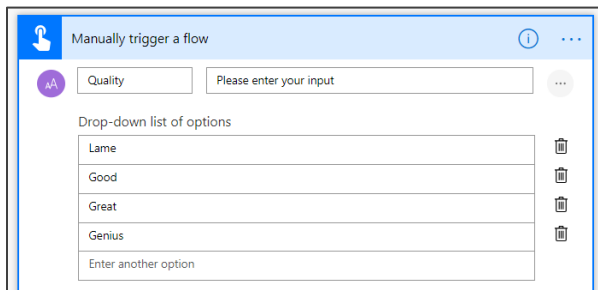 Manually trigger a flow
AA
Quality
Please enter your input
Drop-down list of options
Lame
Good
Great
Genius
Enter another option